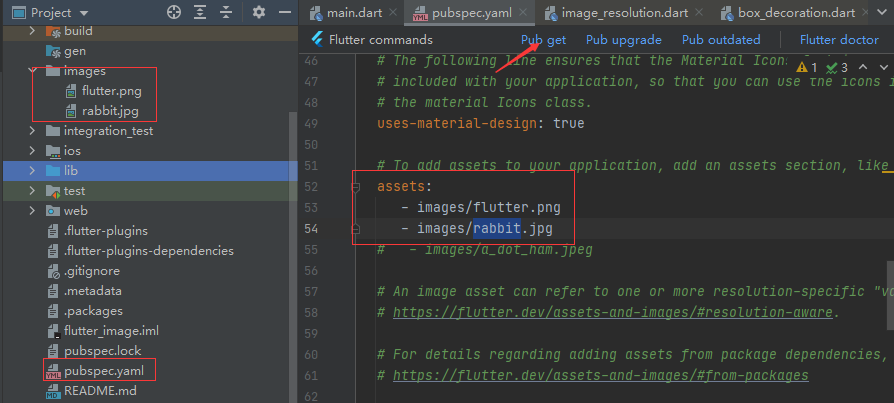 Project
build
gen
images
flutter.png
rabbit.jpg
integration_test
ios
lib
test
web
.flutter-plugins
.flutter-plugins-dependencies
.gitignore
.metadata
.packages
flutter_image.iml
pubspec.lock
pubspec.yaml
README.md
main.dart
pubspec.yaml
image_resolution.dart
box_decoration.dart
Flutter commands
Pub get
Pub upgrade
Pub outdated
Flutter doctor
1
3
46 # The following line ensures that the Material Icons
47 # included with your application, so that you can use the icons
48 # the material Icons class.
49 uses-material-design: true
50
51 # To add assets to your application, add an assets section, like
52 assets:
53 - images/flutter.png
54 - images/rabbit.jpg
55 # - images/a_dot_ham.jpeg
56
57 # An image asset can refer to one or more resolution-specific
58 # https://flutter.dev/assets-and-images/#resolution-aware.
59
60 # For details regarding adding assets from package dependencies,
61 # https://flutter.dev/assets-and-images/#from-packages
62